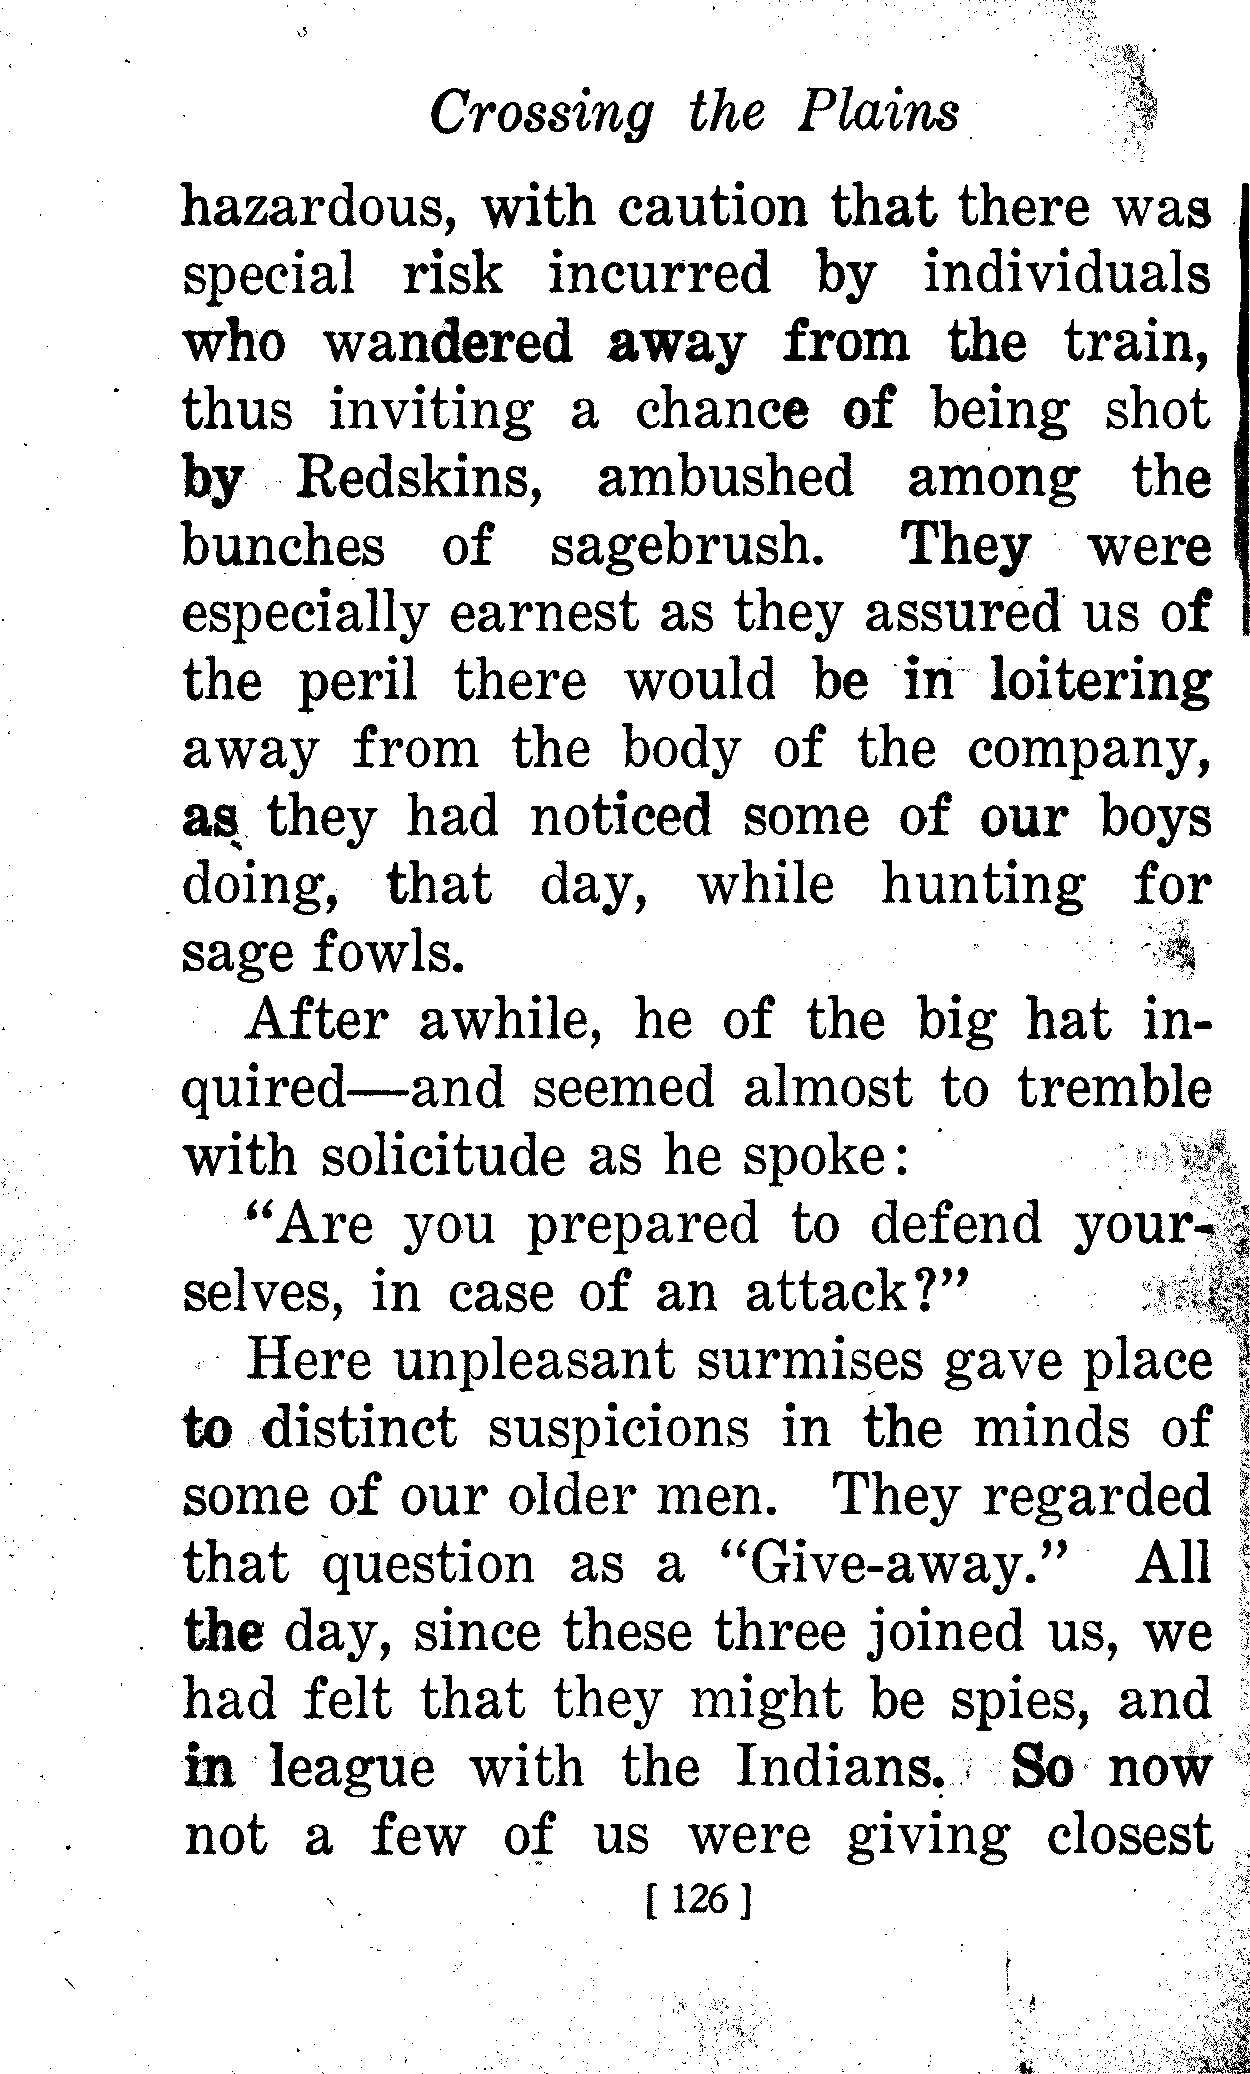 Crossing the Plains
hazardous, with caution that there was
special risk incurred by individuals
who wandered away from the train,
thus inviting a chance of being shot
by Redskins, ambushed among the
bunches of sagebrush. They were
especially earnest as they assured us of
the peril there would be in loitering
away from the body of the company,
as they had noticed some of our boys
doing, that day, while hunting for
sage fowls.
After awhile, he of the big hat in-
quired—and seemed almost to tremble
with solicitude as he spoke:
“Are you prepared to defend your-
selves, in case of an attack?”
Here unpleasant surmises gave place
to distinct suspicions in the minds of
some of our older men. They regarded
that question as a “Give-away.” All
the day, since these three joined us, we
had felt that they might be spies, and
in league with the Indians. So now
not a few of us were giving closest
[ 126 ]